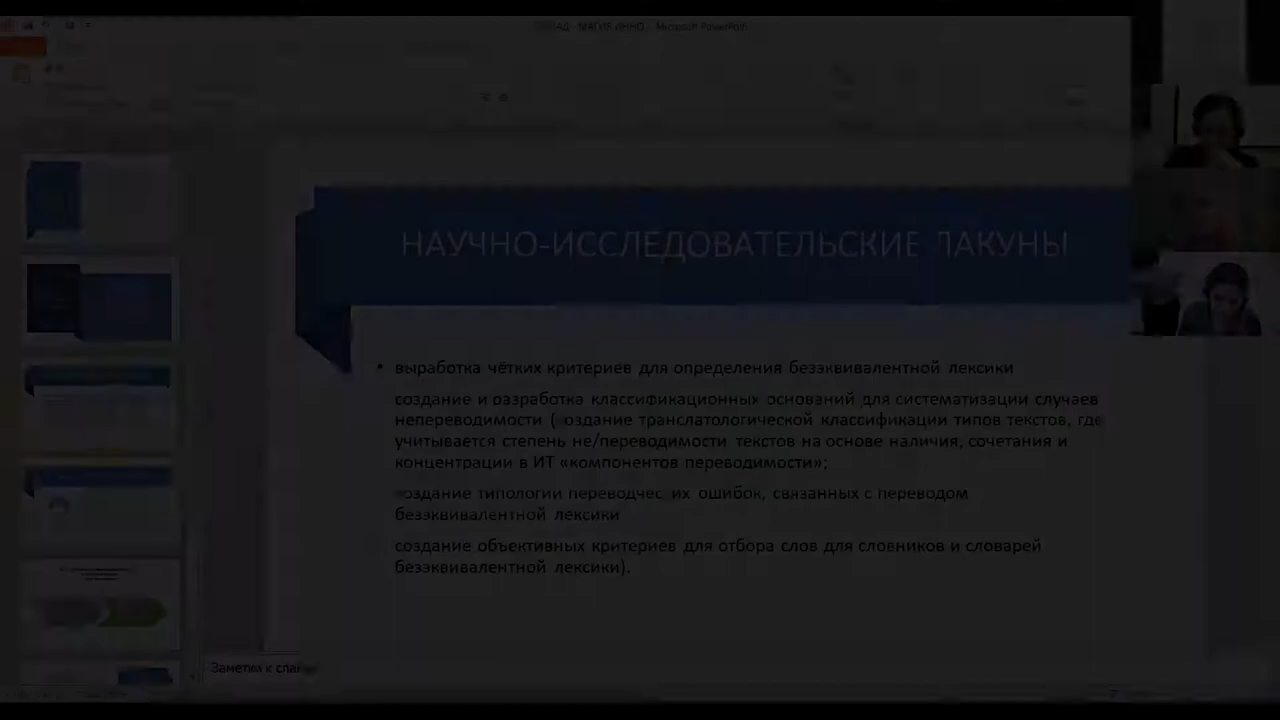 Microsoft PowerPoint
НАУЧНО-ИССЛЕДОВАТЕЛЬСКИЕ ЛАКУНЫ
• выработка чётких критериев для определения безэквивалентной лексики
создание и разработка классификационных оснований для систематизации случаев
непереводимости (создание транслатологической классификации типов текстов, где
учитывается степень не/переводимости текстов на основе наличия, сочетания и
концентрации в ИТ «компонентов переводимости»;
создание типологии переводческих ошибок, связанных с переводом
безэквивалентной лексики
создание объективных критериев для отбора слов для словников и словарей
безэквивалентной лексики).
Заметки к слайду